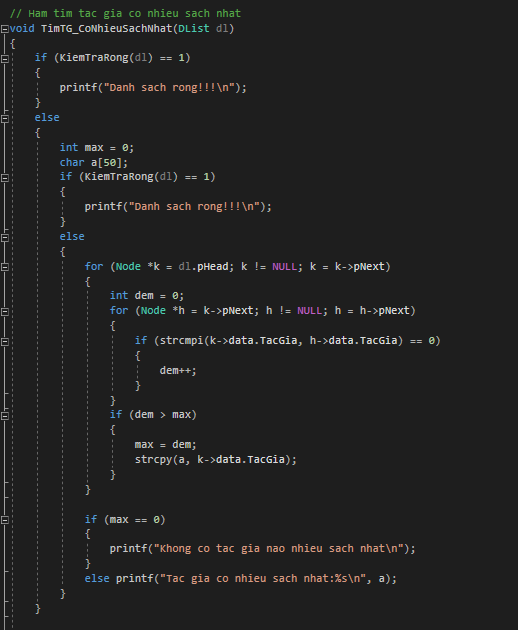 // Ham tim tac gia co nhieu sach nhat
void TimTG_CoNhieuSachNhat(DList dl)
{
if (KiemTraRong(dl) == 1)
{
printf("Danh sach rong!!!\n");
}
else
{
int max = 0;
char a[50];
if (KiemTraRong(dl) == 1)
{
printf("Danh sach rong!!!\n");
}
else
{
for (Node *k = dl.pHead; k != NULL; k = k->pNext)
{
int dem = 0;
for (Node *h = k->pNext; h != NULL; h = h->pNext)
{
if (strcmpi(k->data.TacGia, h->data.TacGia) == 0)
{
dem++;
}
}
if (dem > max)
{
max = dem;
strcpy(a, k->data.TacGia);
}
}
if (max == 0)
{
printf("Khong co tac gia nao nhieu sach nhat\n");
}
else printf("Tac gia co nhieu sach nhat:%s\n", a);
}
}